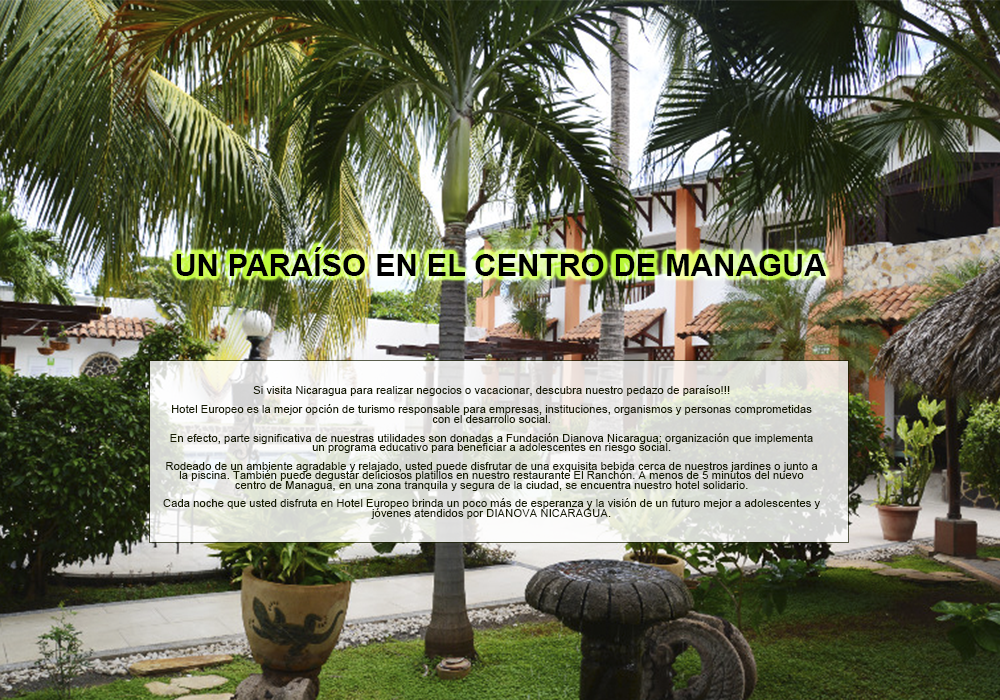 UN PARAÍSO EN EL CENTRO DE MANAGUA
Si visita Nicaragua para realizar negocios o vacacionar, descubra nuestro pedazo de paraíso!!!
Hotel Europeo es la mejor opción de turismo responsable para empresas, instituciones, organismos y personas comprometidas
con el desarrollo social.
En efecto, parte significativa de nuestras utilidades son donadas a Fundación Dianova Nicaragua; organización que implementa
un programa educativo para beneficiar a adolescentes en riesgo social.
Rodeado de un ambiente agradable y relajado, usted puede disfrutar de una exquisita bebida cerca de nuestros jardines o junto a
la piscina. También puede degustar deliciosos platillos en nuestro restaurante El Ranchón. A menos de 5 minutos del nuevo
centro de Managua, en una zona tranquila y segura de la ciudad, se encuentra nuestro hotel solidario.
Cada noche que usted disfruta en Hotel Europeo brinda un poco más de esperanza y la visión de un futuro mejor a adolescentes y
jóvenes atendidos por DIANOVA NICARAGUA.